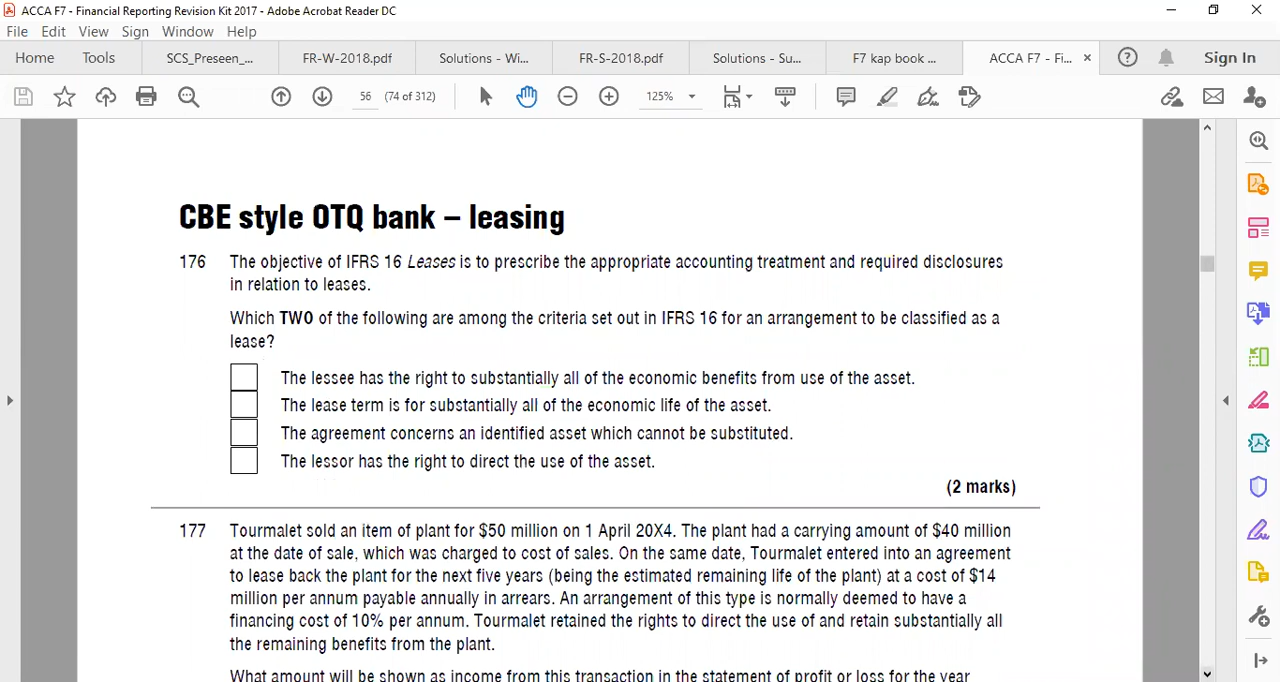 ACCA F7 - Financial Reporting Revision Kit 2017 - Adobe Acrobat Reader DC
File Edit View Sign Window Help
Home Tools SCS_Preseen_... FR-W-2018.pdf Solutions - Wi... FR-S-2018.pdf Solutions - Su... F7 kap book ... ACCA F7 - Fi... × Sign In
56 (74 of 312) 125%
CBE style OTQ bank – leasing
176 The objective of IFRS 16 Leases is to prescribe the appropriate accounting treatment and required disclosures
in relation to leases.
Which TWO of the following are among the criteria set out in IFRS 16 for an arrangement to be classified as a
lease?
The lessee has the right to substantially all of the economic benefits from use of the asset.
The lease term is for substantially all of the economic life of the asset.
The agreement concerns an identified asset which cannot be substituted.
The lessor has the right to direct the use of the asset.
(2 marks)
177 Tourmalet sold an item of plant for $50 million on 1 April 20X4. The plant had a carrying amount of $40 million
at the date of sale, which was charged to cost of sales. On the same date, Tourmalet entered into an agreement
to lease back the plant for the next five years (being the estimated remaining life of the plant) at a cost of $14
million per annum payable annually in arrears. An arrangement of this type is normally deemed to have a
financing cost of 10% per annum. Tourmalet retained the rights to direct the use of and retain substantially all
the remaining benefits from the plant.
What amount will be shown as income from this transaction in the statement of profit or loss for the year